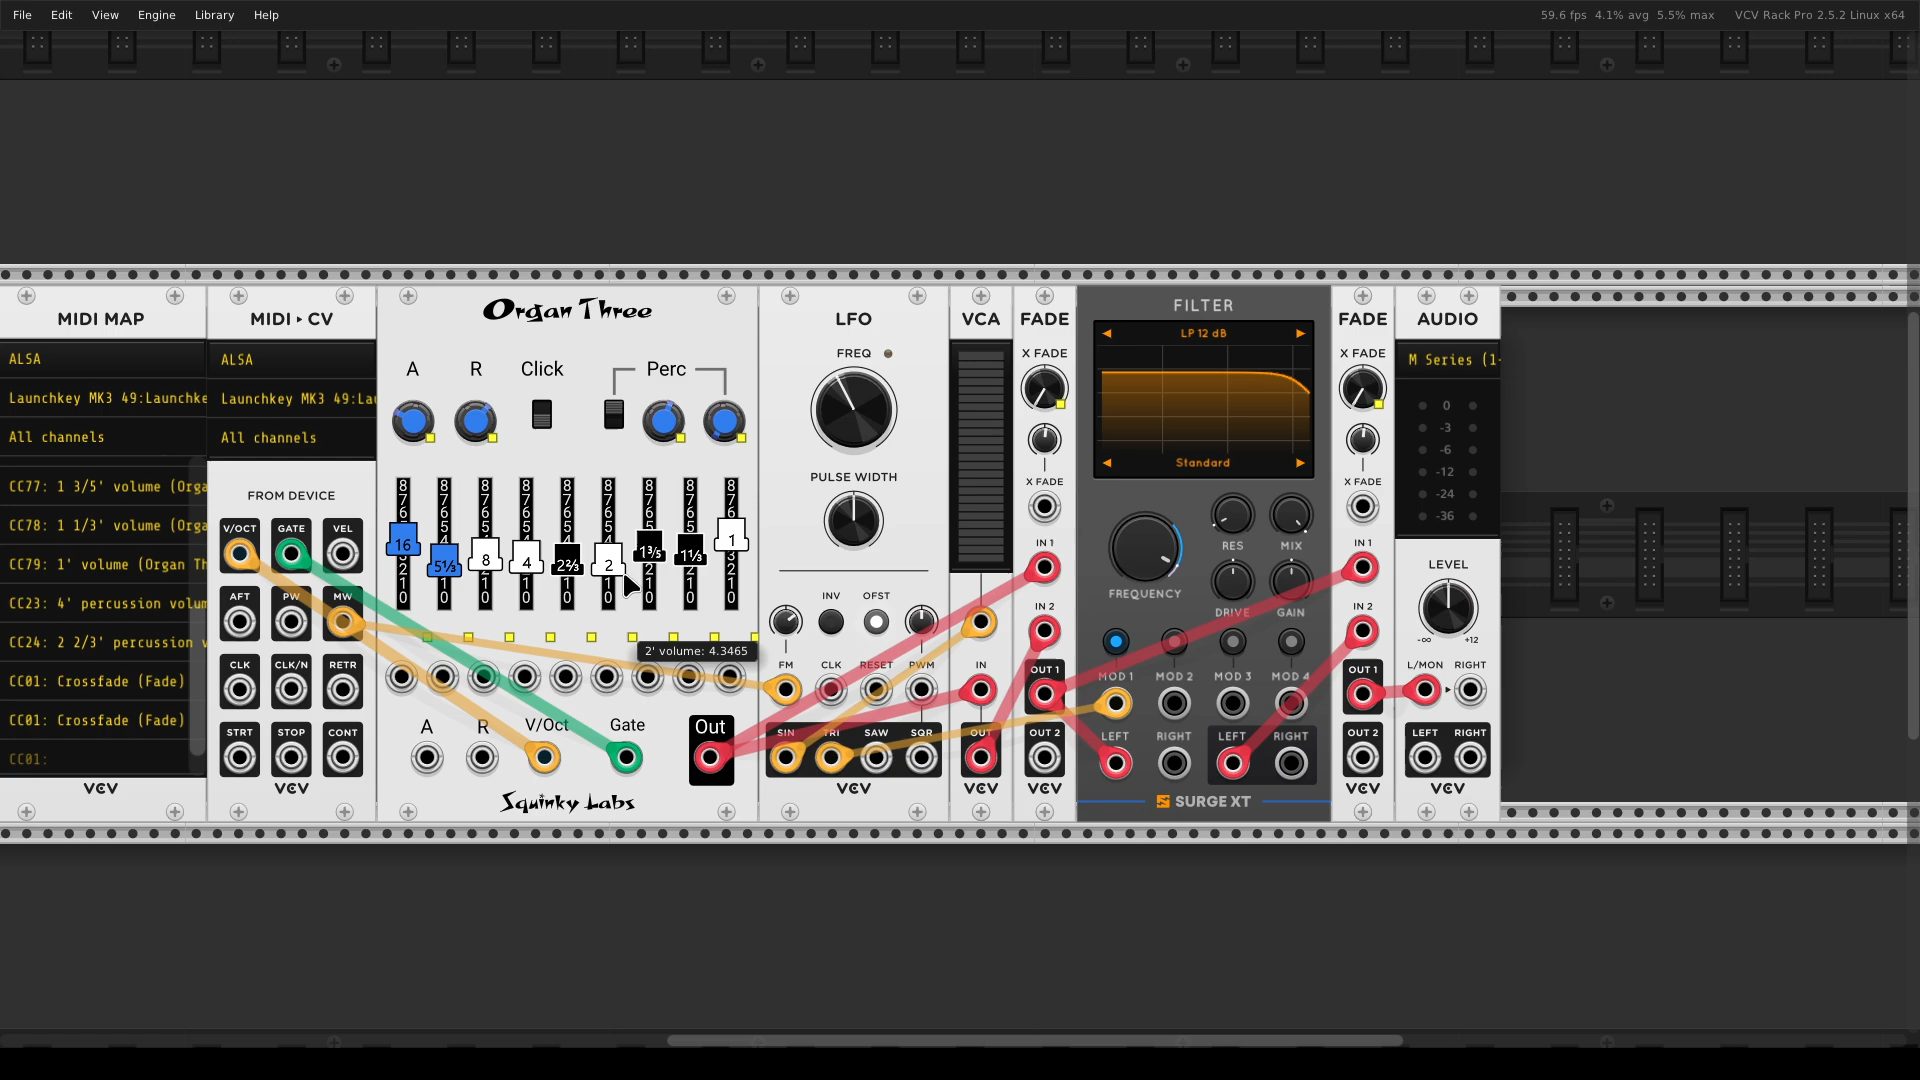 File Edit View Engine Library Help
59.6 fps 4.1% avg 5.5% max VCV Rack Pro 2.5.2 Linux x64
MIDI MAP
ALSA
Launchkey MK3 49:Launchke
All channels
CC77: 1 3/5' volume (Orga
CC78: 1 1/3' volume (Orga
CC79: 1' volume (Organ Th
CC23: 4' percussion volum
CC24: 2 2/3' percussion v
CC01: Crossfade (Fade)
CC01: Crossfade (Fade)
CC01:
VCV
MIDI ▸ CV
ALSA
Launchkey MK3 49:Lau
All channels
FROM DEVICE
V/OCT GATE VEL
AFT PW MW
CLK CLK/N RETR
STRT STOP CONT
VCV
Organ Three
A R Click Perc
16 5⅓ 8 4 2⅔ 2 1⅗ 1⅓ 1
2' volume: 4.3465
A R V/Oct Gate Out
Squinky Labs
LFO
FREQ
PULSE WIDTH
INV OFST
FM CLK RESET PWM
SIN TRI SAW SQR
VCV
VCA
IN
OUT
VCV
FADE
X FADE
X FADE
IN 1
IN 2
OUT 1
OUT 2
VCV
FILTER
◀ LP 12 dB ▶
◀ Standard ▶
RES MIX
FREQUENCY
DRIVE GAIN
MOD 1 MOD 2 MOD 3 MOD 4
LEFT RIGHT LEFT RIGHT
SURGE XT
FADE
X FADE
X FADE
IN 1
IN 2
OUT 1
OUT 2
VCV
AUDIO
M Series (1-
0
-3
-6
-12
-24
-36
LEVEL
-∞ +12
L/MON ▸ RIGHT
LEFT RIGHT
VCV